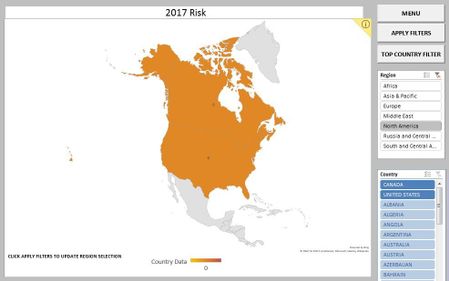 2017 Risk
MENU
APPLY FILTERS
TOP COUNTRY FILTER
Region
Africa
Asia & Pacific
Europe
Middle East
North America
Russia and Central ...
South and Central A...
Country
CANADA
UNITED STATES
ALBANIA
ALGERIA
ANGOLA
ARGENTINA
AUSTRALIA
AUSTRIA
AZERBAIJAN
BAHRAIN
CLICK APPLY FILTERS TO UPDATE REGION SELECTION
Country Data
0